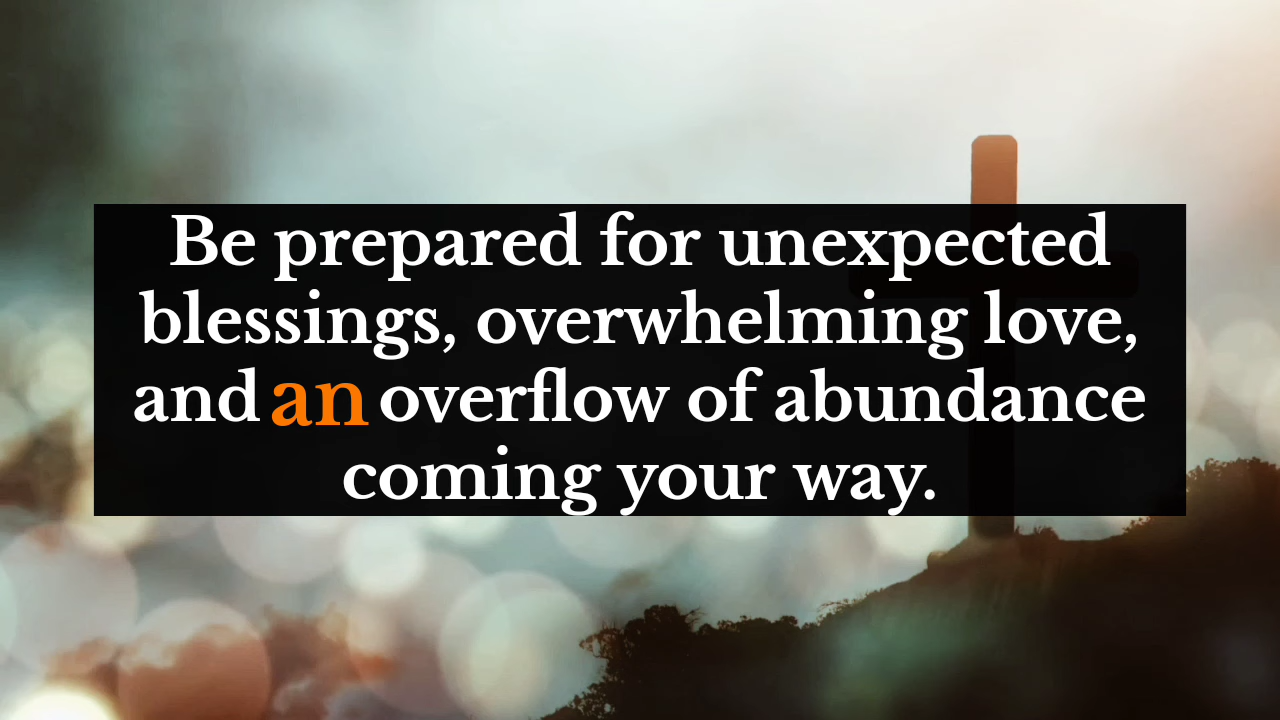 Be prepared for unexpected
blessings, overwhelming love,
and an overflow of abundance
coming your way.